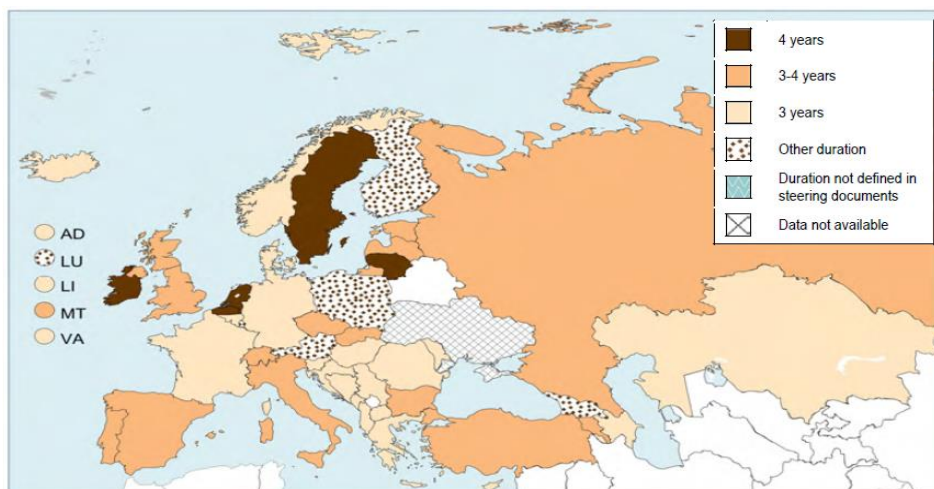 4 years
3-4 years
3 years
Other duration
Duration not defined in
steering documents
Data not available
AD
LU
LI
MT
VA